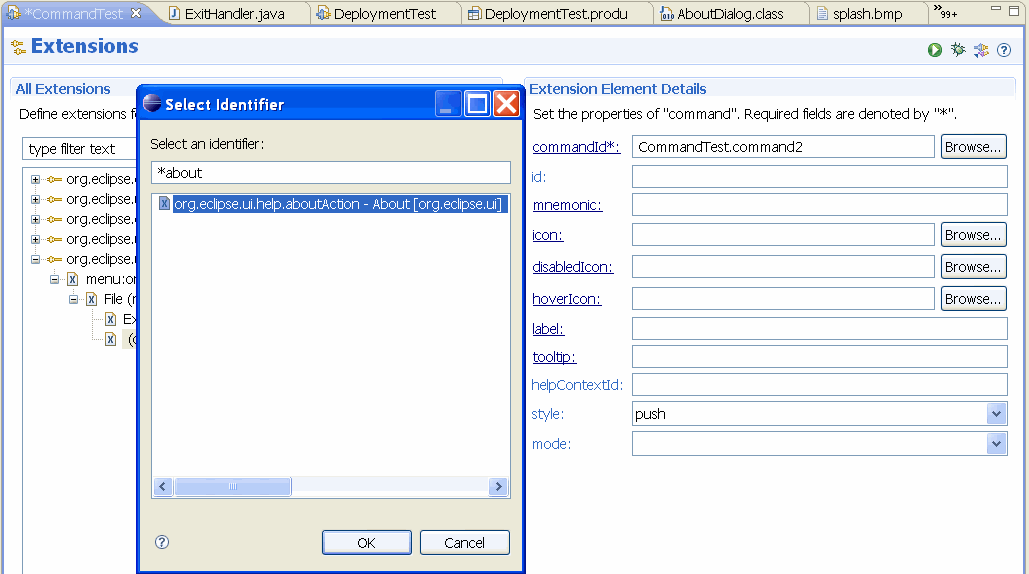 *CommandTest
ExitHandler.java
DeploymentTest
DeploymentTest.produ
AboutDialog.class
splash.bmp
»99+
Extensions
All Extensions
Define extensions f
type filter text
org.eclipse.
org.eclipse.u
org.eclipse.
org.eclipse.u
org.eclipse.u
menu:or
File (
Ex
(
Select Identifier
Select an identifier:
*about
org.eclipse.ui.help.aboutAction - About [org.eclipse.ui]
OK
Cancel
Extension Element Details
Set the properties of "command". Required fields are denoted by "*".
commandId*: CommandTest.command2 Browse...
id:
mnemonic:
icon: Browse...
disabledIcon: Browse...
hoverIcon: Browse...
label:
tooltip:
helpContextId:
style: push
mode: